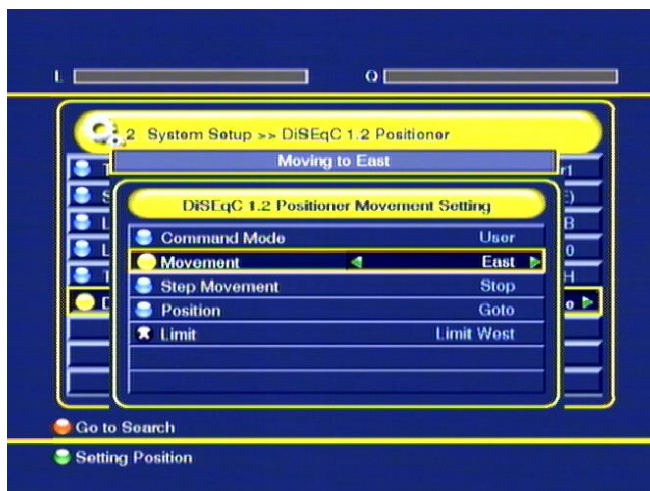 L Q
2 System Setup >> DiSEqC 1.2 Positioner
Moving to East
DiSEqC 1.2 Positioner Movement Setting
Command Mode User
Movement East
Step Movement Stop
Position Goto
Limit Limit West
Go to Search
Setting Position